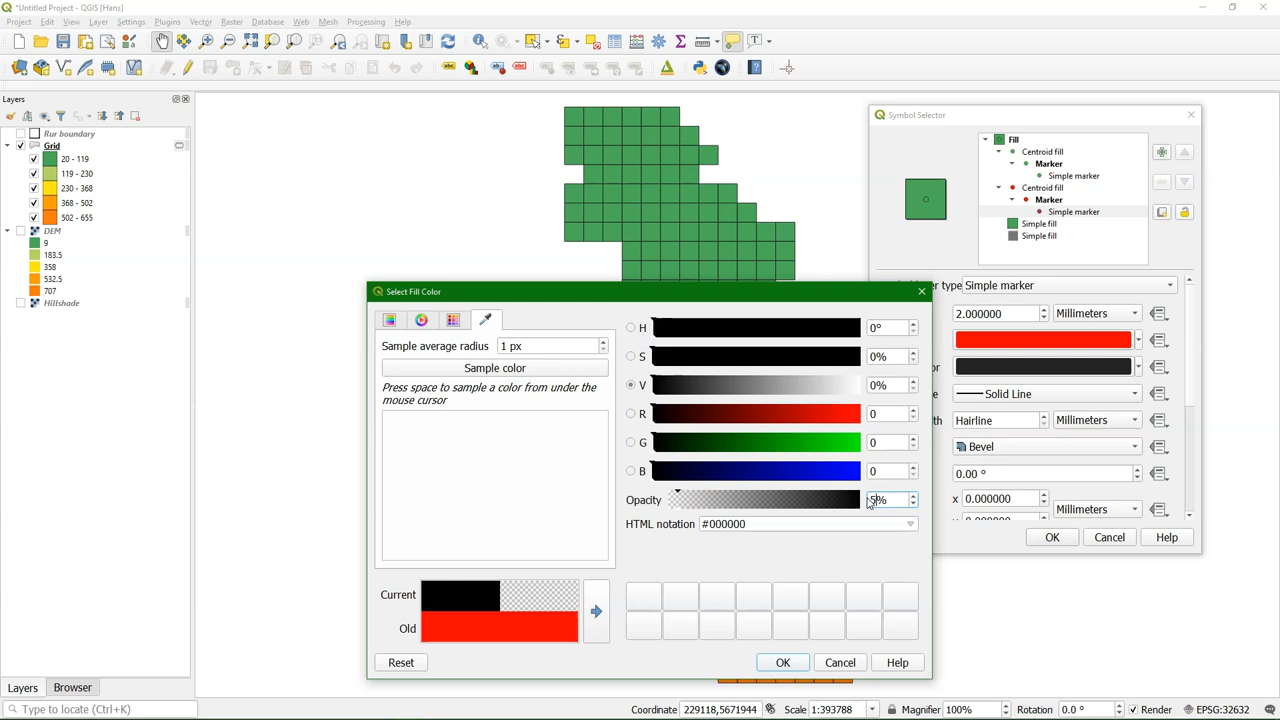 *Untitled Project - QGIS [Hans]
Project Edit View Layer Settings Plugins Vector Raster Database Web Mesh Processing Help
Layers
Rur boundary
Grid
20 - 119
119 - 230
230 - 368
368 - 502
502 - 655
DEM
9
183.5
358
532.5
707
Hillshade
Symbol Selector
Fill
Centroid fill
Marker
Simple marker
Centroid fill
Marker
Simple marker
Simple fill
Simple fill
Simple marker
2.000000 Millimeters
Solid Line
Hairline Millimeters
Bevel
0.00 °
x 0.000000
Millimeters
OK Cancel Help
Select Fill Color
Sample average radius 1 px
Sample color
Press space to sample a color from under the
mouse cursor
H 0°
S 0%
V 0%
R 0
G 0
B 0
Opacity 5%
HTML notation #000000
Current
Old
Reset OK Cancel Help
Layers Browser
Type to locate (Ctrl+K)
Coordinate 229118,5671944 Scale 1:393788 Magnifier 100% Rotation 0.0 ° Render EPSG:32632